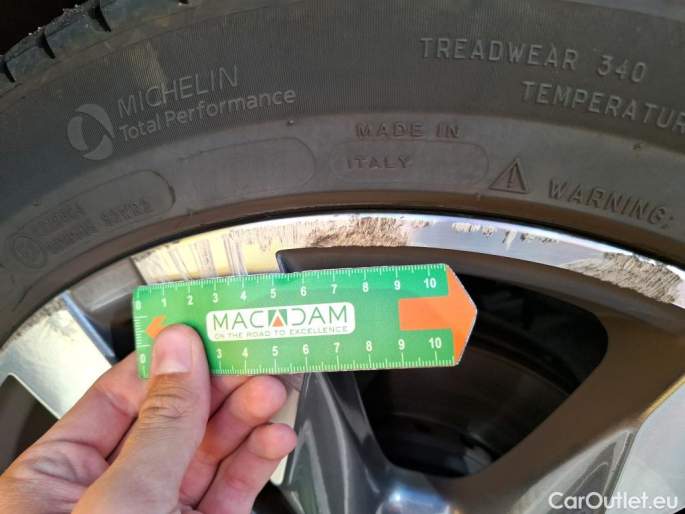 TREADWEAR 340
MICHELIN
Total Performance
TEMPERATUR
MADE IN
ITALY
WARNING:
0 1 2 3 4 5 6 7 8 9 10
MACADAM
ON THE ROAD TO EXCELLENCE
0 3 4 5 6 7 8 9 10
CarOutlet.eu